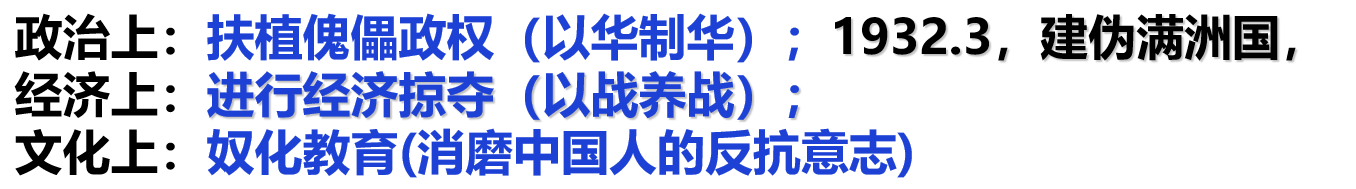 政治上：扶植傀儡政权（以华制华）；1932.3，建伪满洲国，
经济上：进行经济掠夺（以战养战）；
文化上：奴化教育(消磨中国人的反抗意志)